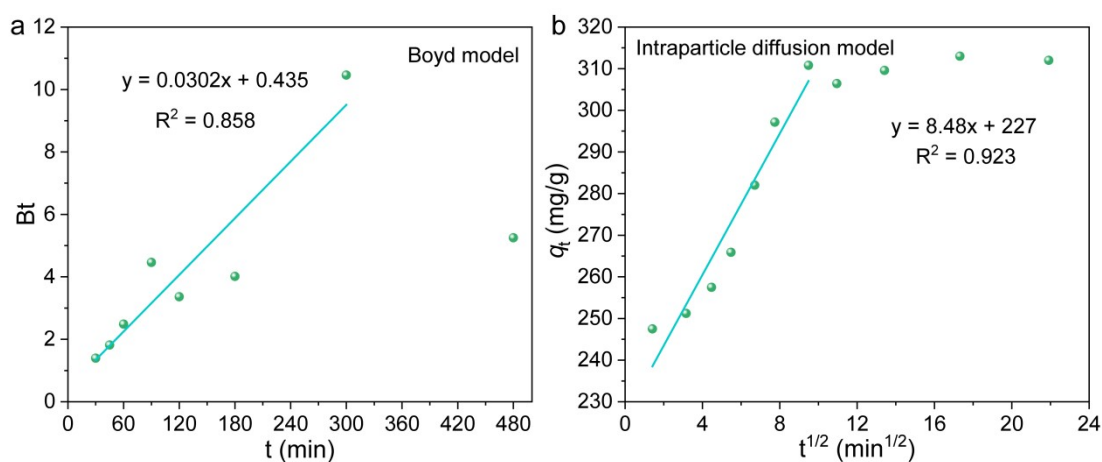 a
Boyd model
y = 0.0302x + 0.435
R² = 0.858
Bt
12
10
8
6
4
2
0
0 60 120 180 240 300 360 420 480
t (min)
b
Intraparticle diffusion model
y = 8.48x + 227
R² = 0.923
qt (mg/g)
320
310
300
290
280
270
260
250
240
230
0 4 8 12 16 20 24
t^1/2 (min^1/2)